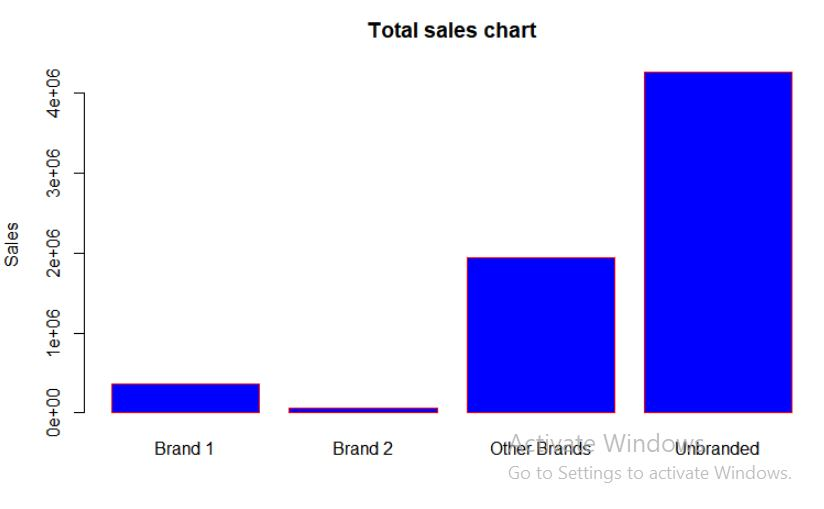 Total sales chart
Sales
4e+06
3e+06
2e+06
1e+06
0e+00
Brand 1 Brand 2 Other Brands Unbranded
Activate Windows
Go to Settings to activate Windows.